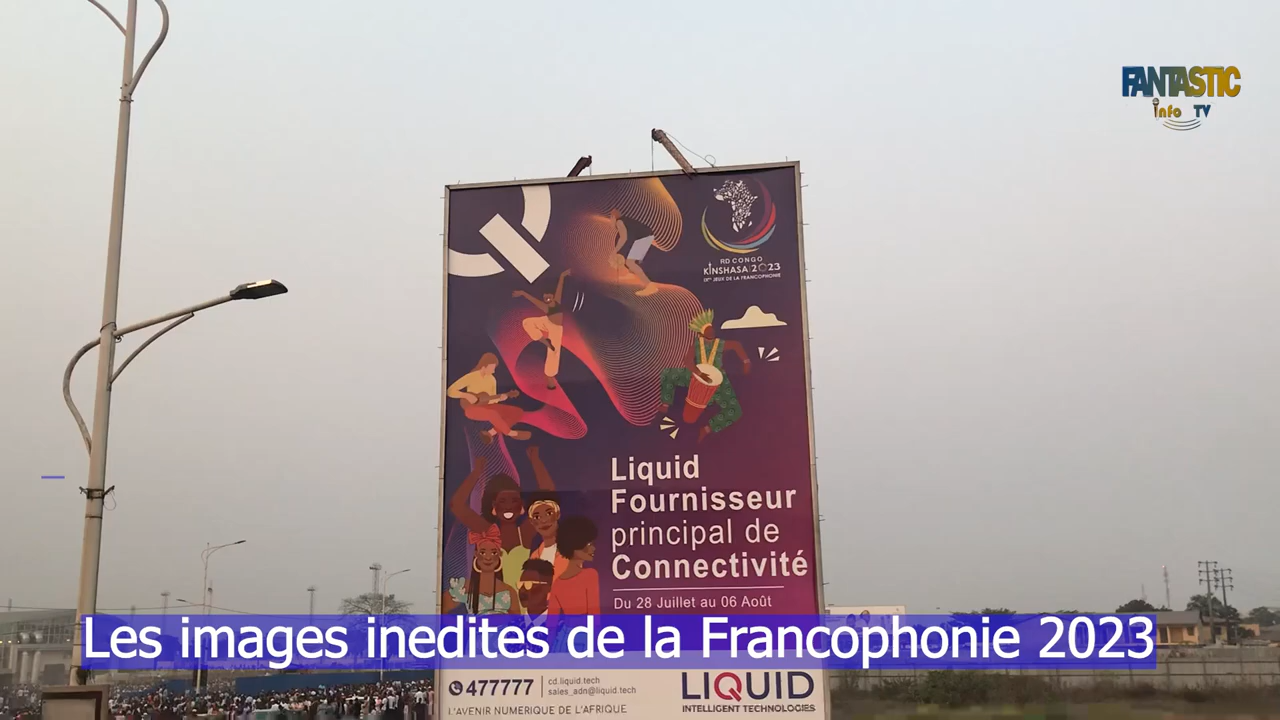 FANTASTIC
info TV
RD CONGO
KINSHASA 2023
IXes JEUX DE LA FRANCOPHONIE
Liquid
Fournisseur
principal de
Connectivité
Du 28 Juillet au 06 Août
Les images inedites de la Francophonie 2023
477777
cd.liquid.tech
sales_adn@liquid.tech
L'AVENIR NUMERIQUE DE L'AFRIQUE
LIQUID
INTELLIGENT TECHNOLOGIES